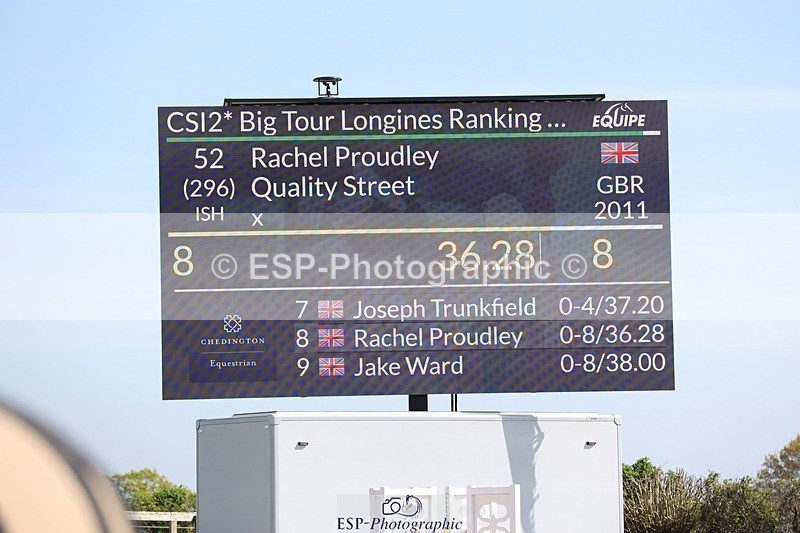 CSI2* Big Tour Longines Ranking ... EQUIPE
52 Rachel Proudley
(296) Quality Street GBR
ISH x 2011
8 36.28 8
© ESP-Photographic ©
7 Joseph Trunkfield 0-4/37.20
8 Rachel Proudley 0-8/36.28
9 Jake Ward 0-8/38.00
CHEDINGTON
Equestrian
ESP-Photographic